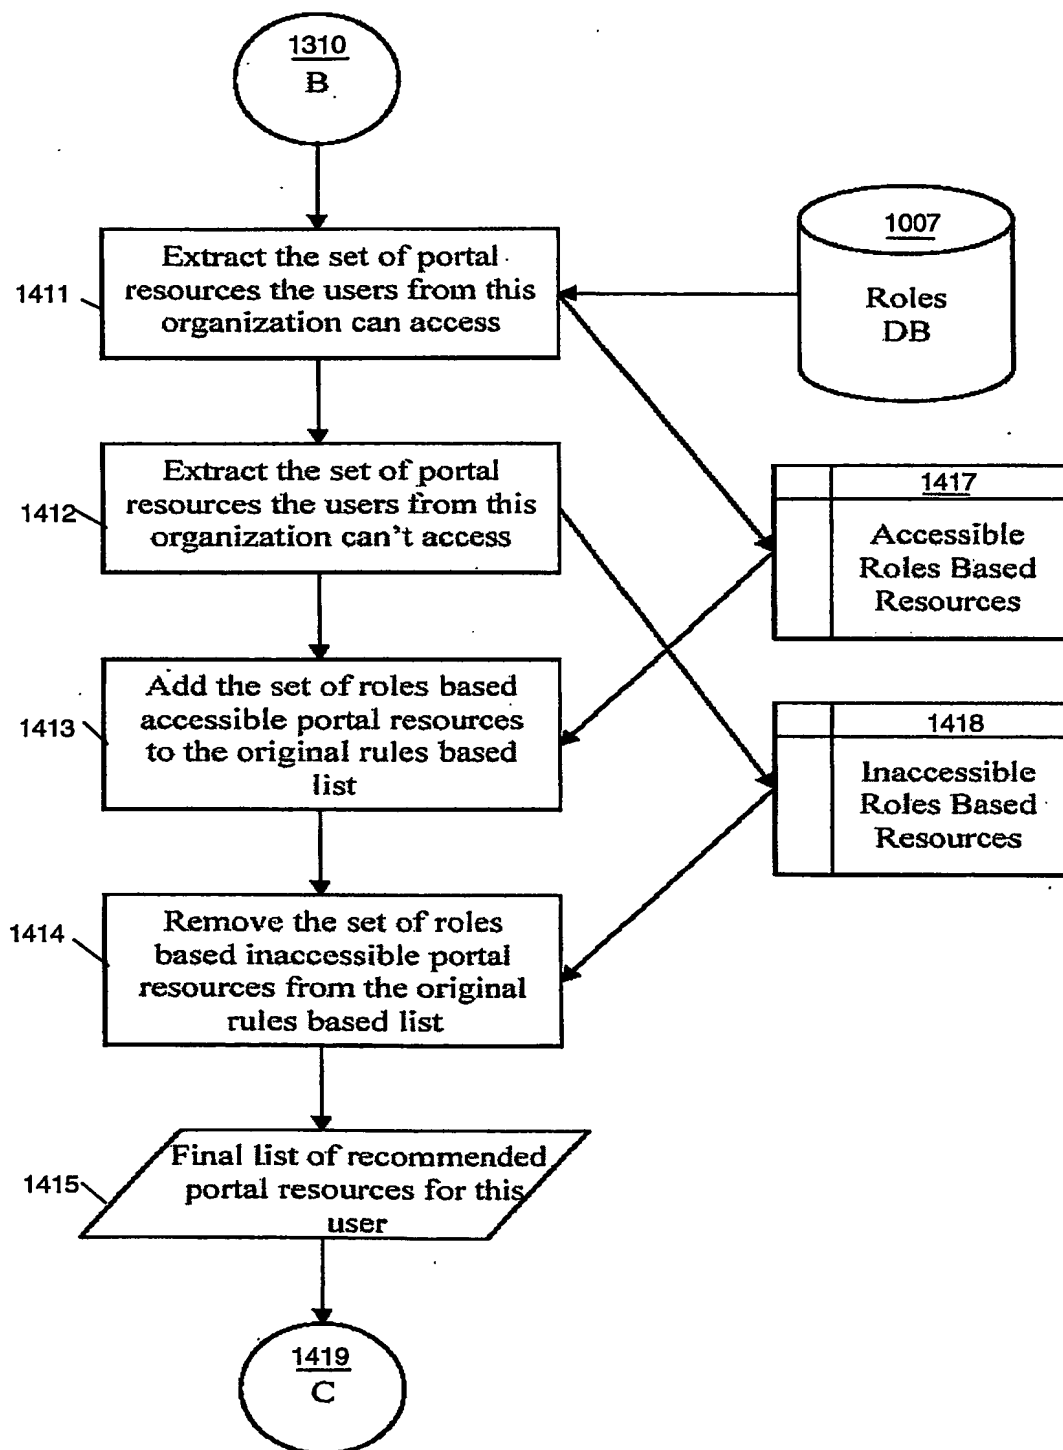 1310
B
1411
Extract the set of portal
resources the users from this
organization can access
1007
Roles
DB
1412
Extract the set of portal
resources the users from this
organization can't access
1417
Accessible
Roles Based
Resources
1413
Add the set of roles based
accessible portal resources
to the original rules based
list
1418
Inaccessible
Roles Based
Resources
1414
Remove the set of roles
based inaccessible portal
resources from the original
rules based list
1415
Final list of recommended
portal resources for this
user
1419
C